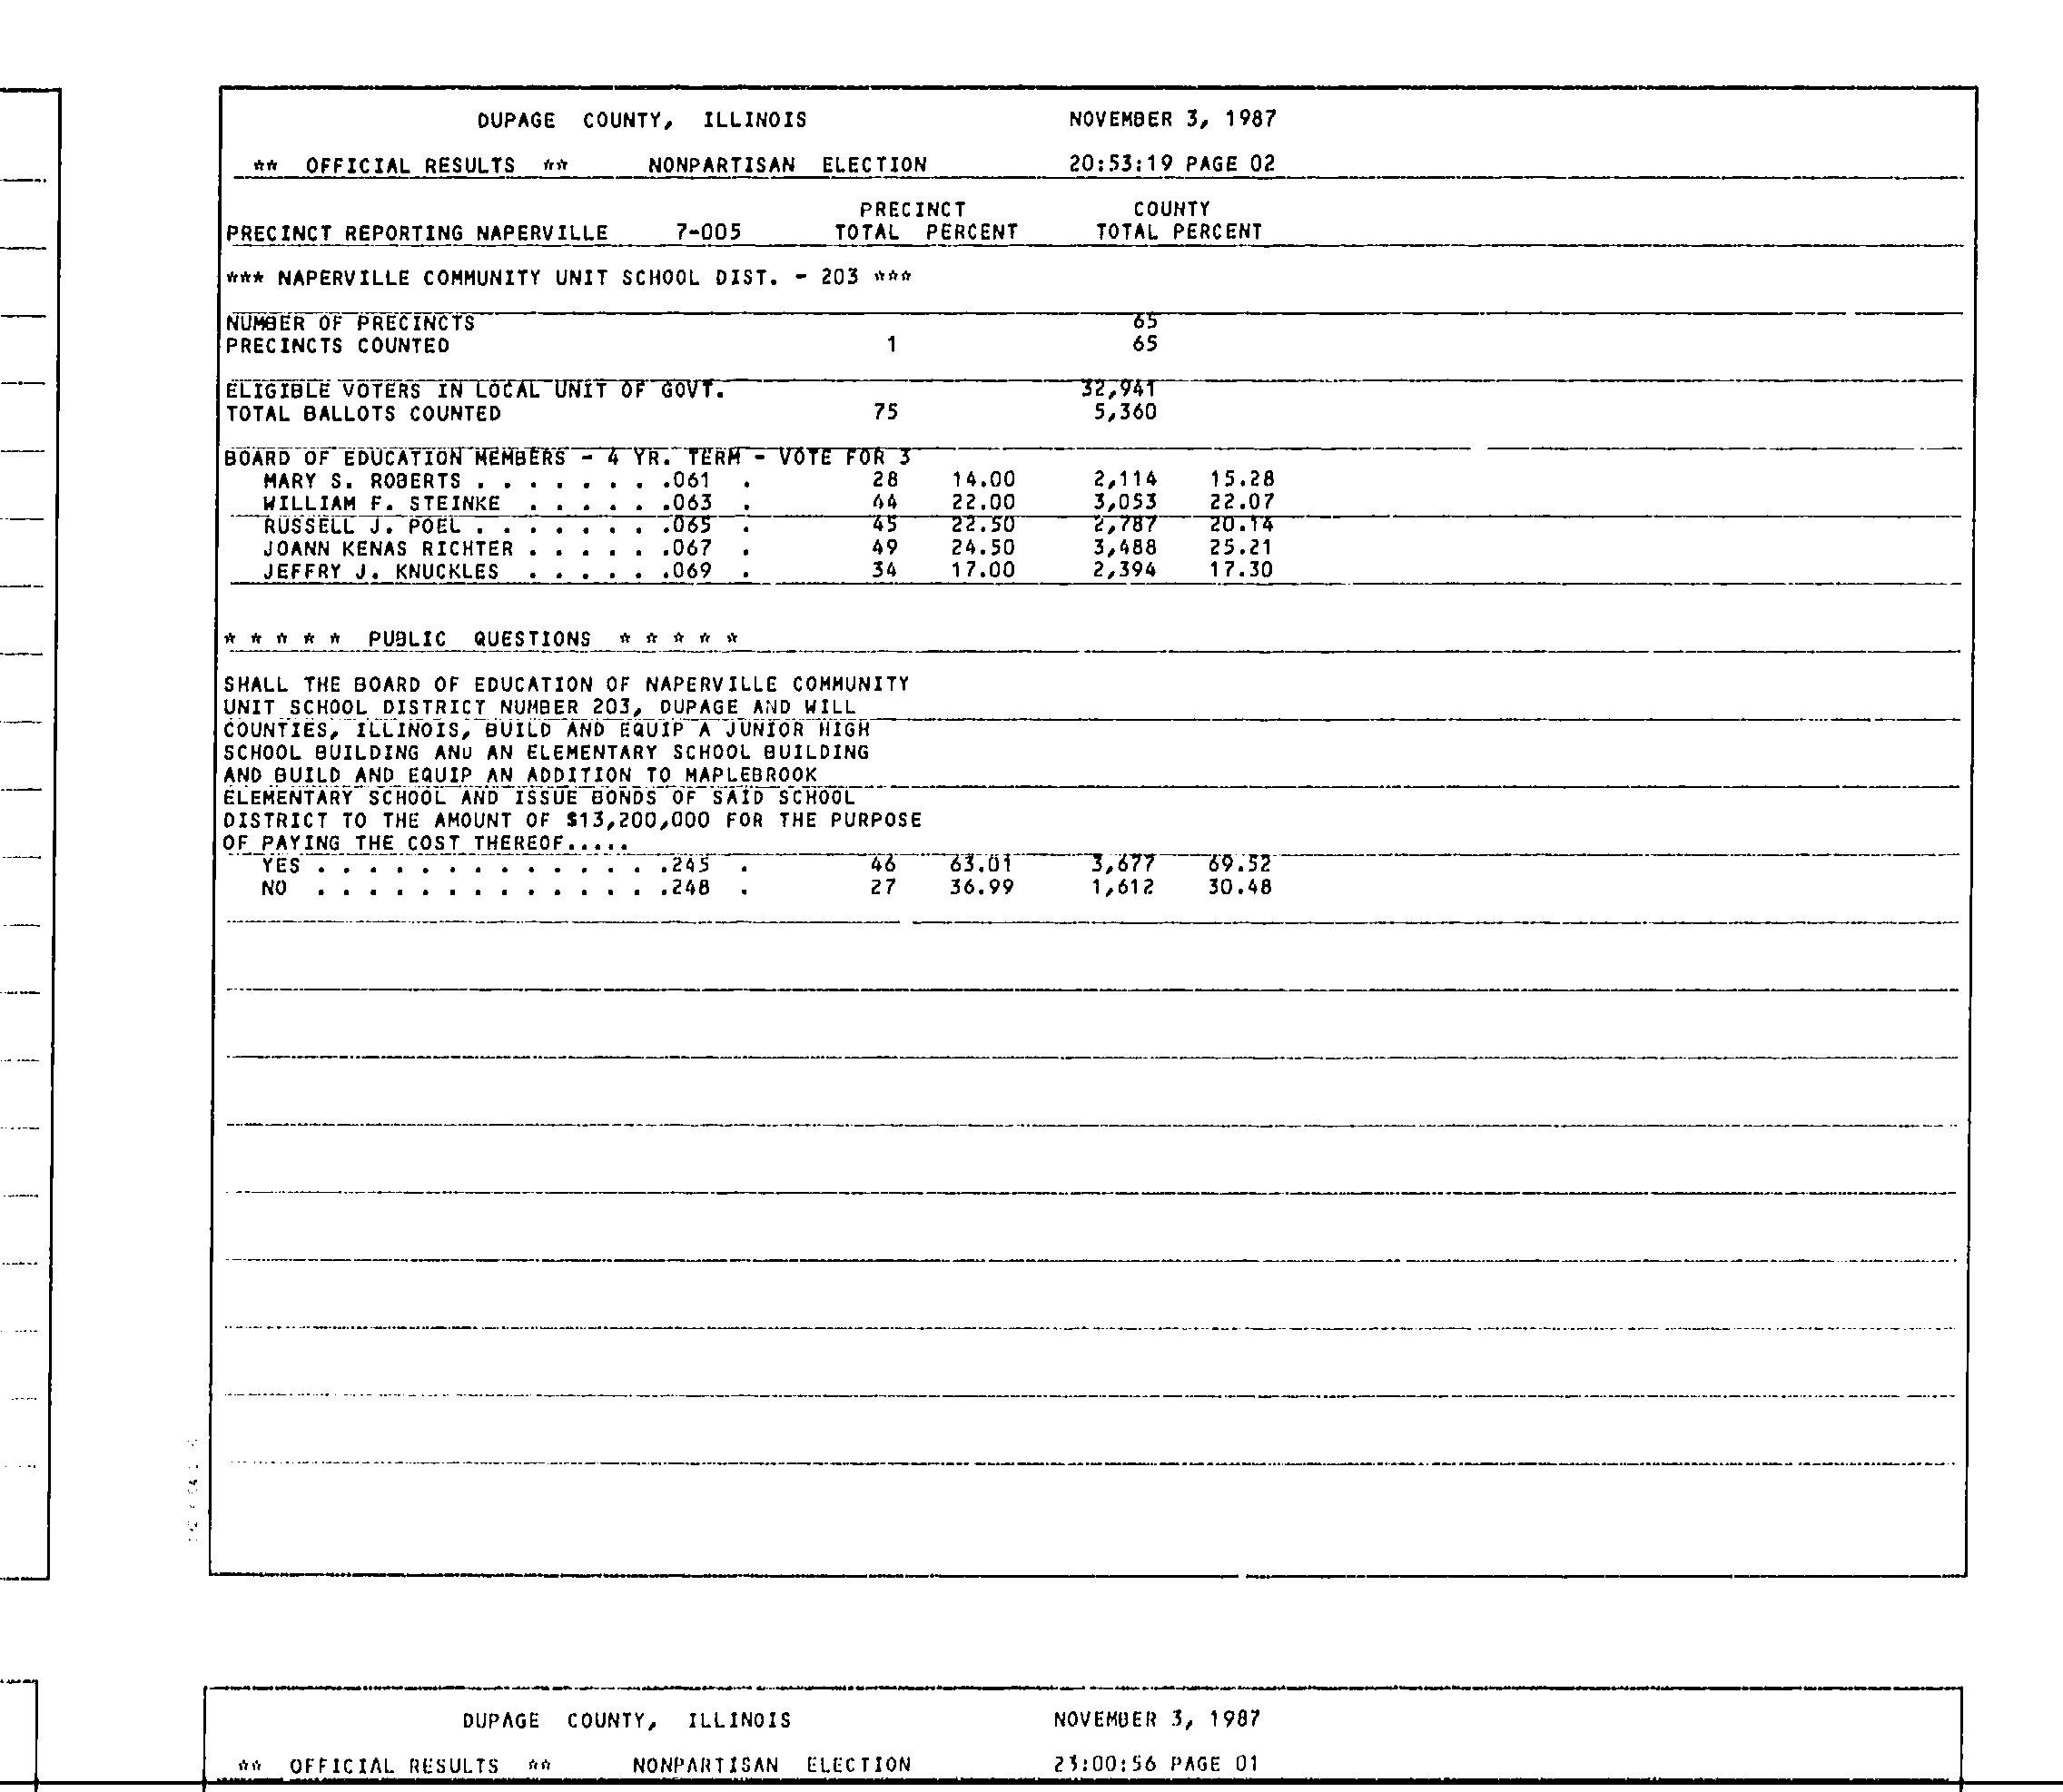 DUPAGE COUNTY, ILLINOIS NOVEMBER 3, 1987
** OFFICIAL RESULTS ** NONPARTISAN ELECTION 20:53:19 PAGE 02
PRECINCT COUNTY
PRECINCT REPORTING NAPERVILLE 7-005 TOTAL PERCENT TOTAL PERCENT
*** NAPERVILLE COMMUNITY UNIT SCHOOL DIST. - 203 ***
NUMBER OF PRECINCTS 65
PRECINCTS COUNTED 1 65
ELIGIBLE VOTERS IN LOCAL UNIT OF GOVT. 32,941
TOTAL BALLOTS COUNTED 75 5,360
BOARD OF EDUCATION MEMBERS - 4 YR. TERM - VOTE FOR 3
MARY S. ROBERTS . . . . . . . .061 . 28 14.00 2,114 15.28
WILLIAM F. STEINKE . . . . . .063 . 44 22.00 3,053 22.07
RUSSELL J. POEL . . . . . . . .065 . 45 22.50 2,787 20.14
JOANN KENAS RICHTER . . . . . .067 . 49 24.50 3,488 25.21
JEFFRY J. KNUCKLES . . . . . .069 . 34 17.00 2,394 17.30
* * * * * PUBLIC QUESTIONS * * * * *
SHALL THE BOARD OF EDUCATION OF NAPERVILLE COMMUNITY
UNIT SCHOOL DISTRICT NUMBER 203, DUPAGE AND WILL
COUNTIES, ILLINOIS, BUILD AND EQUIP A JUNIOR HIGH
SCHOOL BUILDING AND AN ELEMENTARY SCHOOL BUILDING
AND BUILD AND EQUIP AN ADDITION TO MAPLEBROOK
ELEMENTARY SCHOOL AND ISSUE BONDS OF SAID SCHOOL
DISTRICT TO THE AMOUNT OF $13,200,000 FOR THE PURPOSE
OF PAYING THE COST THEREOF.....
YES . . . . . . . . . . . . . .245 . 46 63.01 3,677 69.52
NO . . . . . . . . . . . . . .248 . 27 36.99 1,612 30.48
DUPAGE COUNTY, ILLINOIS NOVEMBER 3, 1987
** OFFICIAL RESULTS ** NONPARTISAN ELECTION 23:00:56 PAGE 01